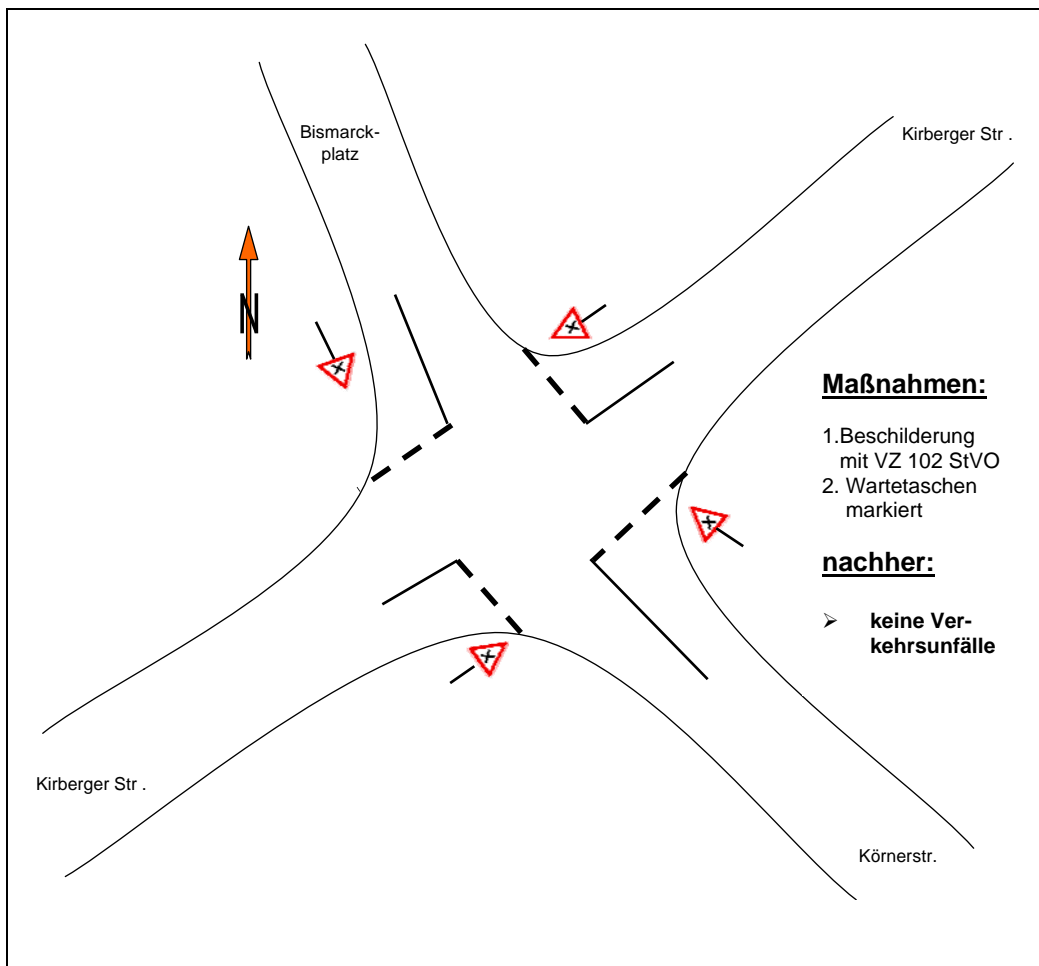 Bismarck-
platz
Kirberger Str .
N
Maßnahmen:
1.Beschilderung
mit VZ 102 StVO
2. Wartetaschen
markiert
nachher:
➢ keine Ver-
kehrsunfälle
Kirberger Str .
Körnerstr.